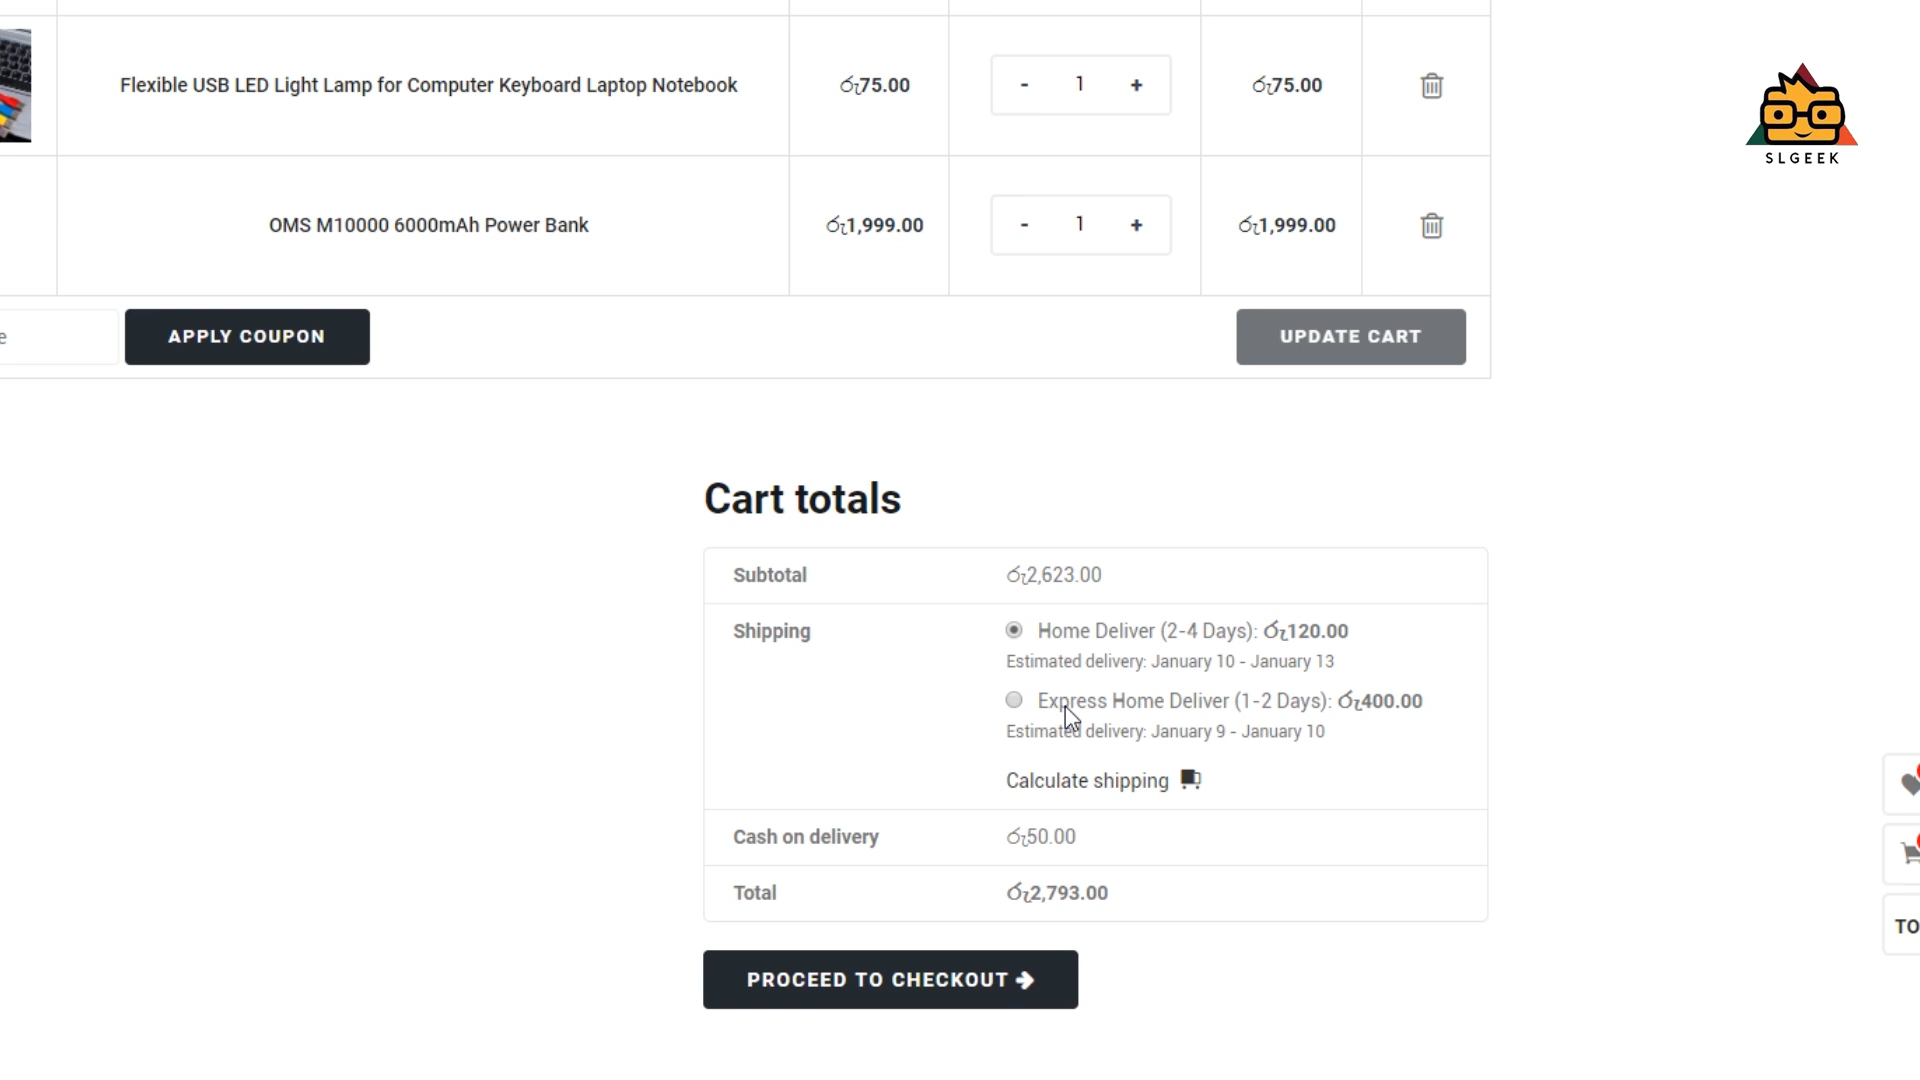 Flexible USB LED Light Lamp for Computer Keyboard Laptop Notebook රු75.00 - 1 + රු75.00
SLGEEK
OMS M10000 6000mAh Power Bank රු1,999.00 - 1 + රු1,999.00
e APPLY COUPON UPDATE CART
Cart totals
Subtotal රු2,623.00
Shipping Home Deliver (2-4 Days): රු120.00
Estimated delivery: January 10 - January 13
Express Home Deliver (1-2 Days): රු400.00
Estimated delivery: January 9 - January 10
Calculate shipping
Cash on delivery රු50.00
Total රු2,793.00
TO
PROCEED TO CHECKOUT